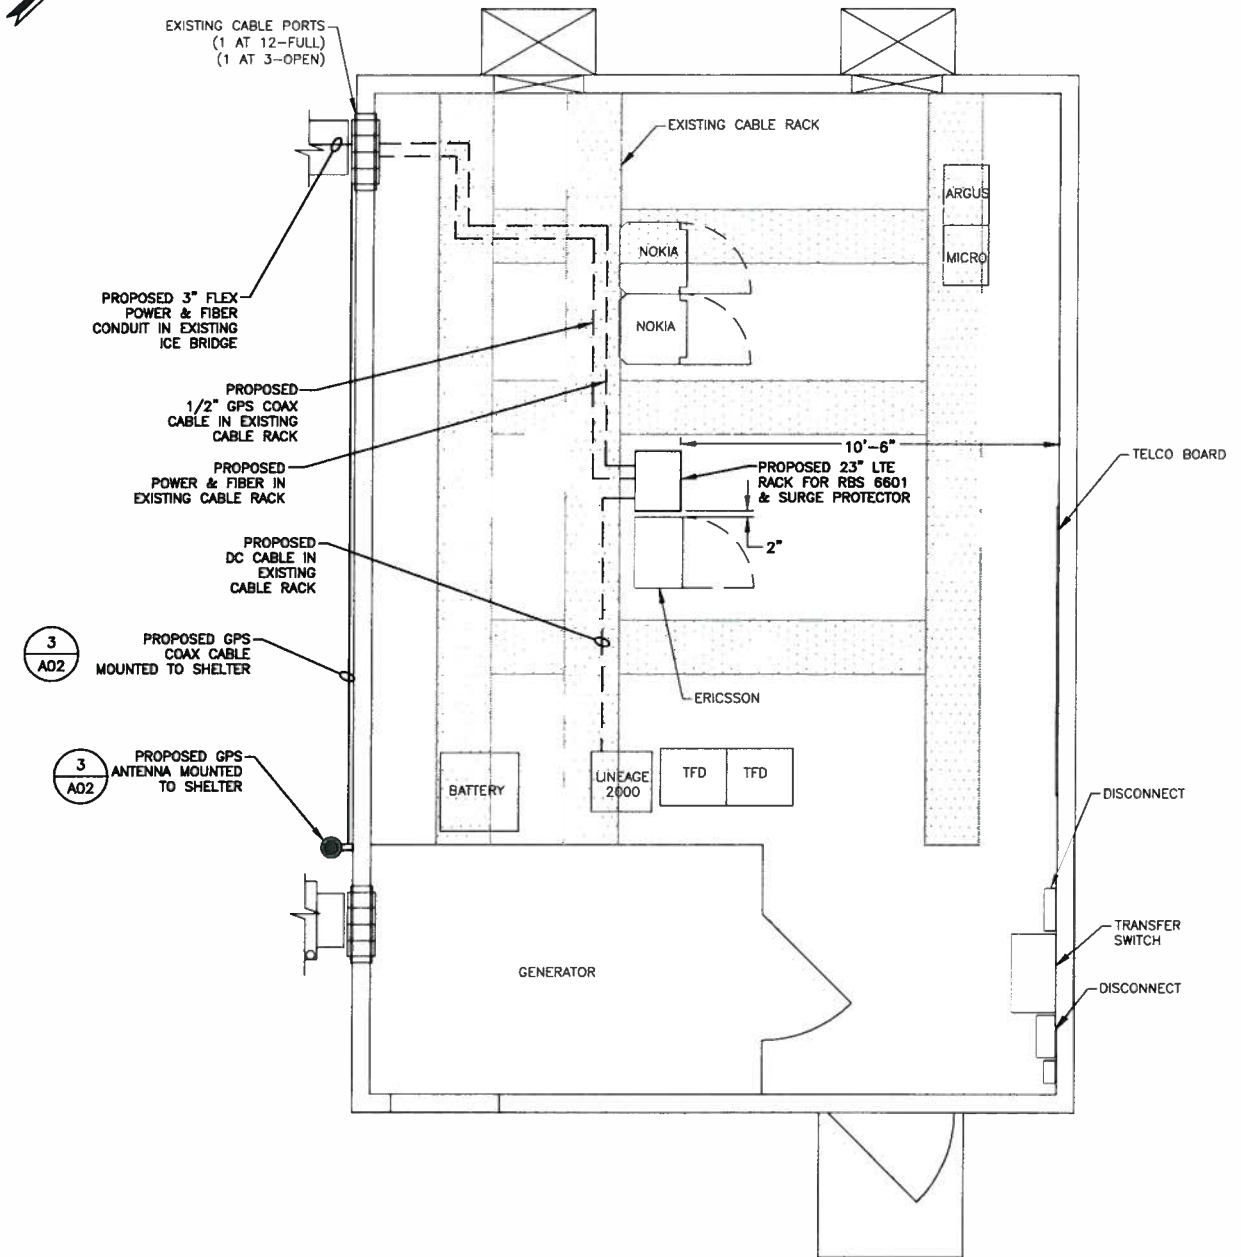 EXISTING CABLE PORTS
(1 AT 12-FULL)
(1 AT 3-OPEN)
EXISTING CABLE RACK
ARGUS
MICRO
NOKIA
NOKIA
PROPOSED 3" FLEX
POWER & FIBER
CONDUIT IN EXISTING
ICE BRIDGE
PROPOSED
1/2" GPS COAX
CABLE IN EXISTING
CABLE RACK
PROPOSED
POWER & FIBER IN
EXISTING CABLE RACK
10'-6"
PROPOSED 23" LTE
RACK FOR RBS 6601
& SURGE PROTECTOR
TELCO BOARD
2"
PROPOSED
DC CABLE IN
EXISTING
CABLE RACK
3
A02
PROPOSED GPS
COAX CABLE
MOUNTED TO SHELTER
ERICSSON
3
A02
PROPOSED GPS
ANTENNA MOUNTED
TO SHELTER
BATTERY
LINEAGE
2000
TFD
TFD
DISCONNECT
TRANSFER
SWITCH
DISCONNECT
GENERATOR